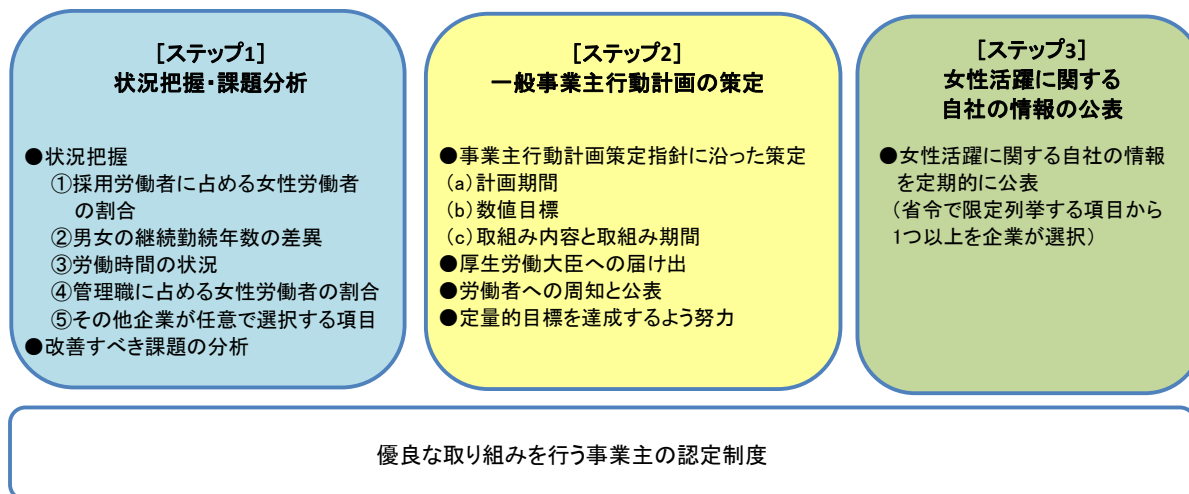 [ステップ1]
状況把握・課題分析
●状況把握
①採用労働者に占める女性労働者
の割合
②男女の継続勤続年数の差異
③労働時間の状況
④管理職に占める女性労働者の割合
⑤その他企業が任意で選択する項目
●改善すべき課題の分析
[ステップ2]
一般事業主行動計画の策定
●事業主行動計画策定指針に沿った策定
(a)計画期間
(b)数値目標
(c)取組み内容と取組み期間
●厚生労働大臣への届け出
●労働者への周知と公表
●定量的目標を達成するよう努力
[ステップ3]
女性活躍に関する
自社の情報の公表
●女性活躍に関する自社の情報
を定期的に公表
(省令で限定列挙する項目から
1つ以上を企業が選択)
優良な取り組みを行う事業主の認定制度